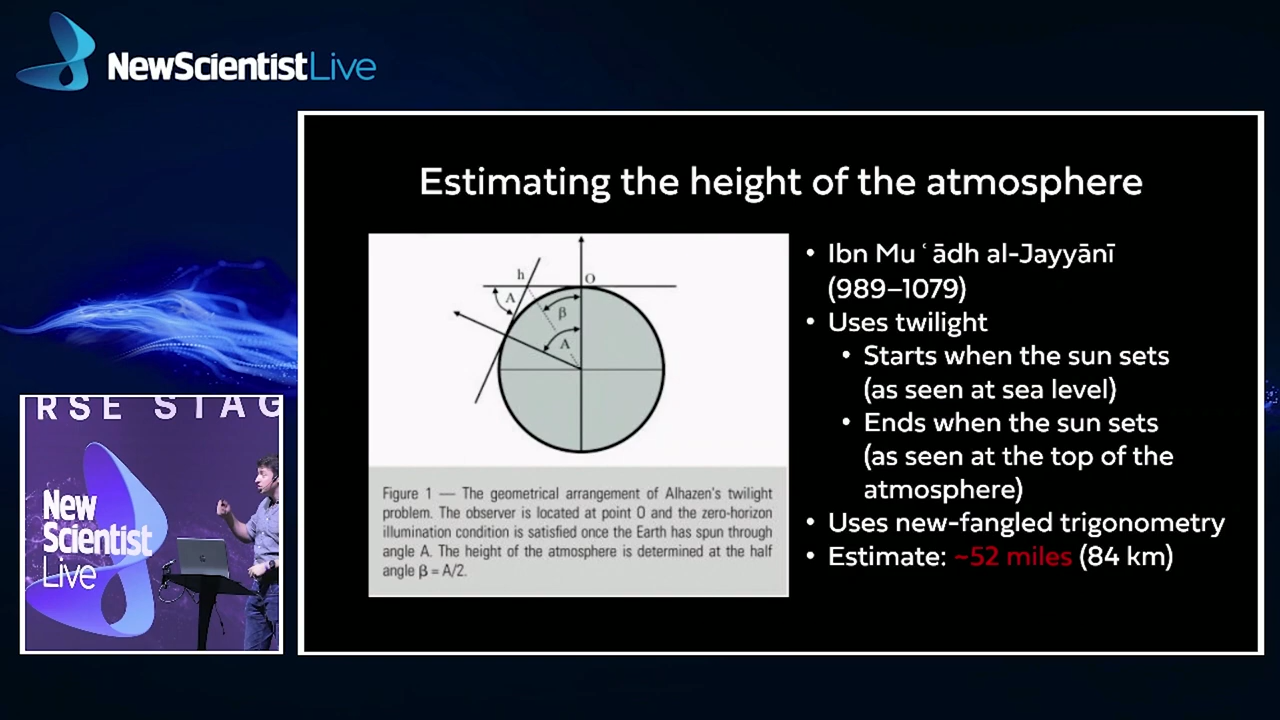 NewScientistLive
Estimating the height of the atmosphere
h
O
A
β
A
Figure 1 — The geometrical arrangement of Alhazen's twilight
problem. The observer is located at point O and the zero-horizon
illumination condition is satisfied once the Earth has spun through
angle A. The height of the atmosphere is determined at the half
angle β = A/2.
• Ibn Muʿādh al-Jayyānī
(989–1079)
• Uses twilight
• Starts when the sun sets
(as seen at sea level)
• Ends when the sun sets
(as seen at the top of the
atmosphere)
• Uses new-fangled trigonometry
• Estimate: ~52 miles (84 km)
RSE STAG
New
Scientist
Live